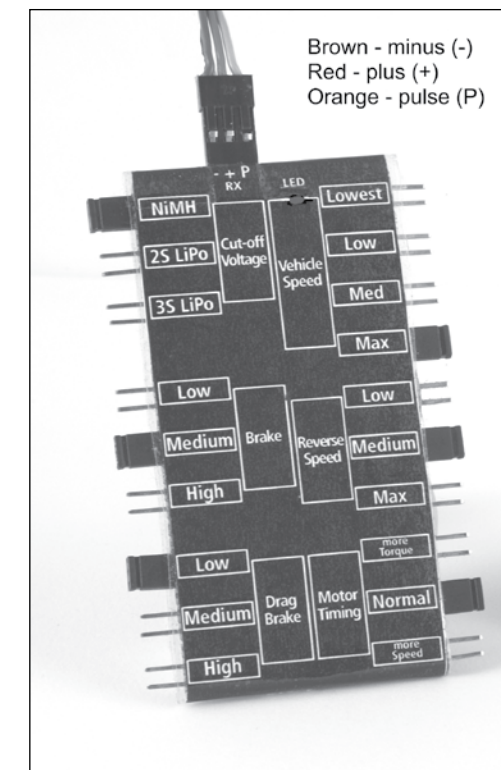 Brown - minus (-)
Red - plus (+)
Orange - pulse (P)
- + P
RX
LED
NiMH
2S LiPo
3S LiPo
Cut-off
Voltage
Vehicle
Speed
Lowest
Low
Med
Max
Low
Medium
High
Brake
Reverse
Speed
Low
Medium
Max
Low
Medium
High
Drag
Brake
Motor
Timing
more
Torque
Normal
more
Speed